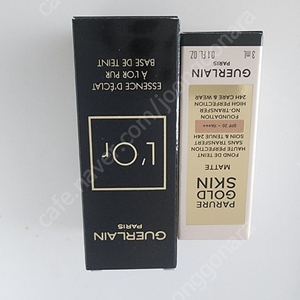 GUERLAIN
PARIS
L'Or
ESSENCE D'ÉCLAT
À L'OR PUR
BASE DE TEINT
PARURE
GOLD
SKIN
MATTE
FOND DE TEINT
HAUTE PERFECTION
SANS TRANSFERT
SOIN & TENUE 24H
FOUNDATION
HIGH PERFECTION
NO-TRANSFER
24H CARE & WEAR
GUERLAIN
PARIS
3 mL 0.1 FL. OZ.